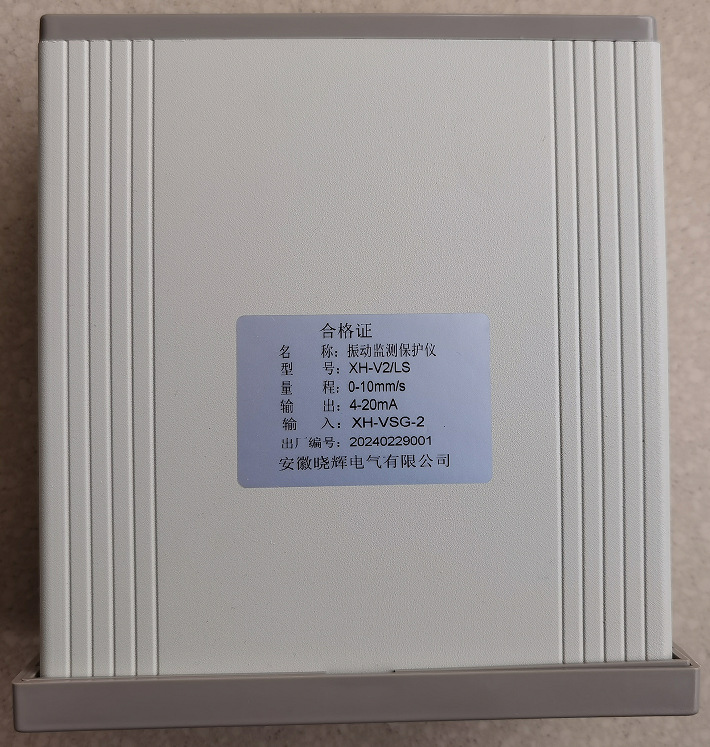 合格证
名 称：振动监测保护仪
型 号：XH-V2/LS
量 程：0-10mm/s
输 出：4-20mA
输 入：XH-VSG-2
出厂编号：20240229001
安徽晓辉电气有限公司